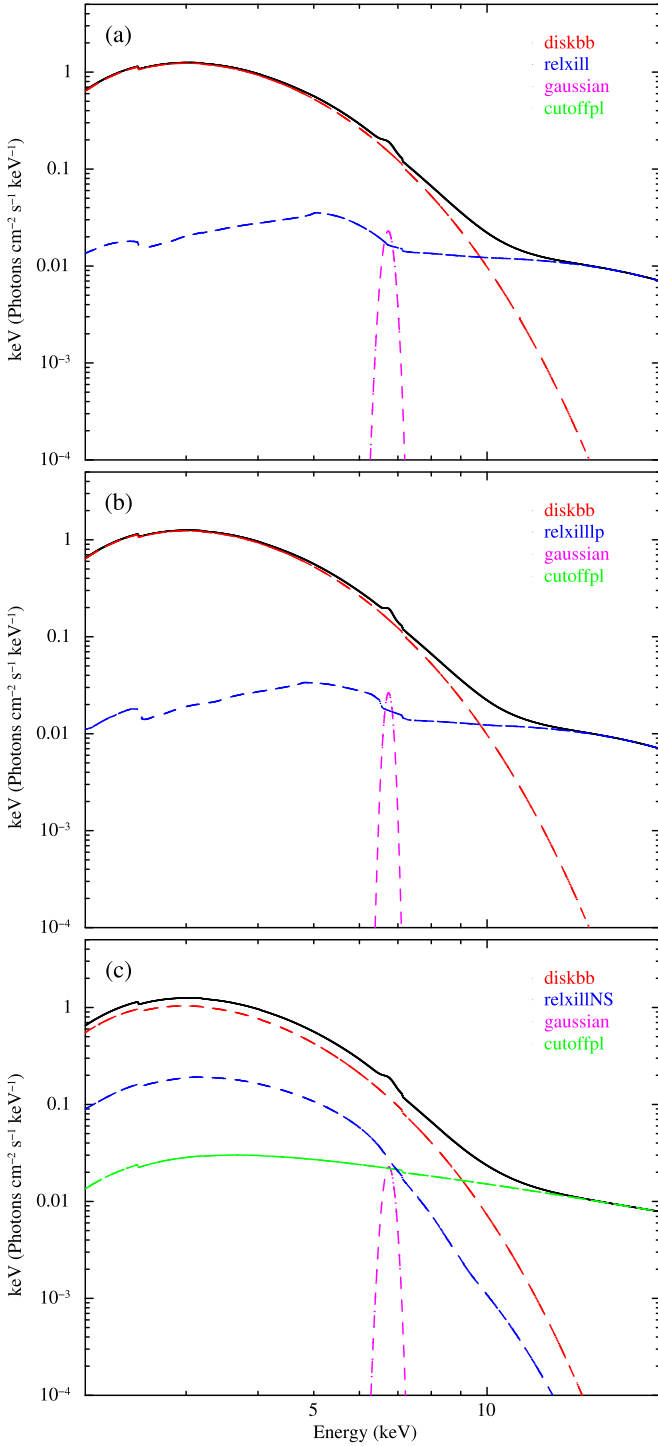 (a)
diskbb
relxill
gaussian
cutoffpl
1
0.1
0.01
10⁻³
10⁻⁴
keV (Photons cm⁻² s⁻¹ keV⁻¹)
(b)
diskbb
relxilllp
gaussian
cutoffpl
1
0.1
0.01
10⁻³
10⁻⁴
keV (Photons cm⁻² s⁻¹ keV⁻¹)
(c)
diskbb
relxillNS
gaussian
cutoffpl
1
0.1
0.01
10⁻³
10⁻⁴
keV (Photons cm⁻² s⁻¹ keV⁻¹)
5 10
Energy (keV)